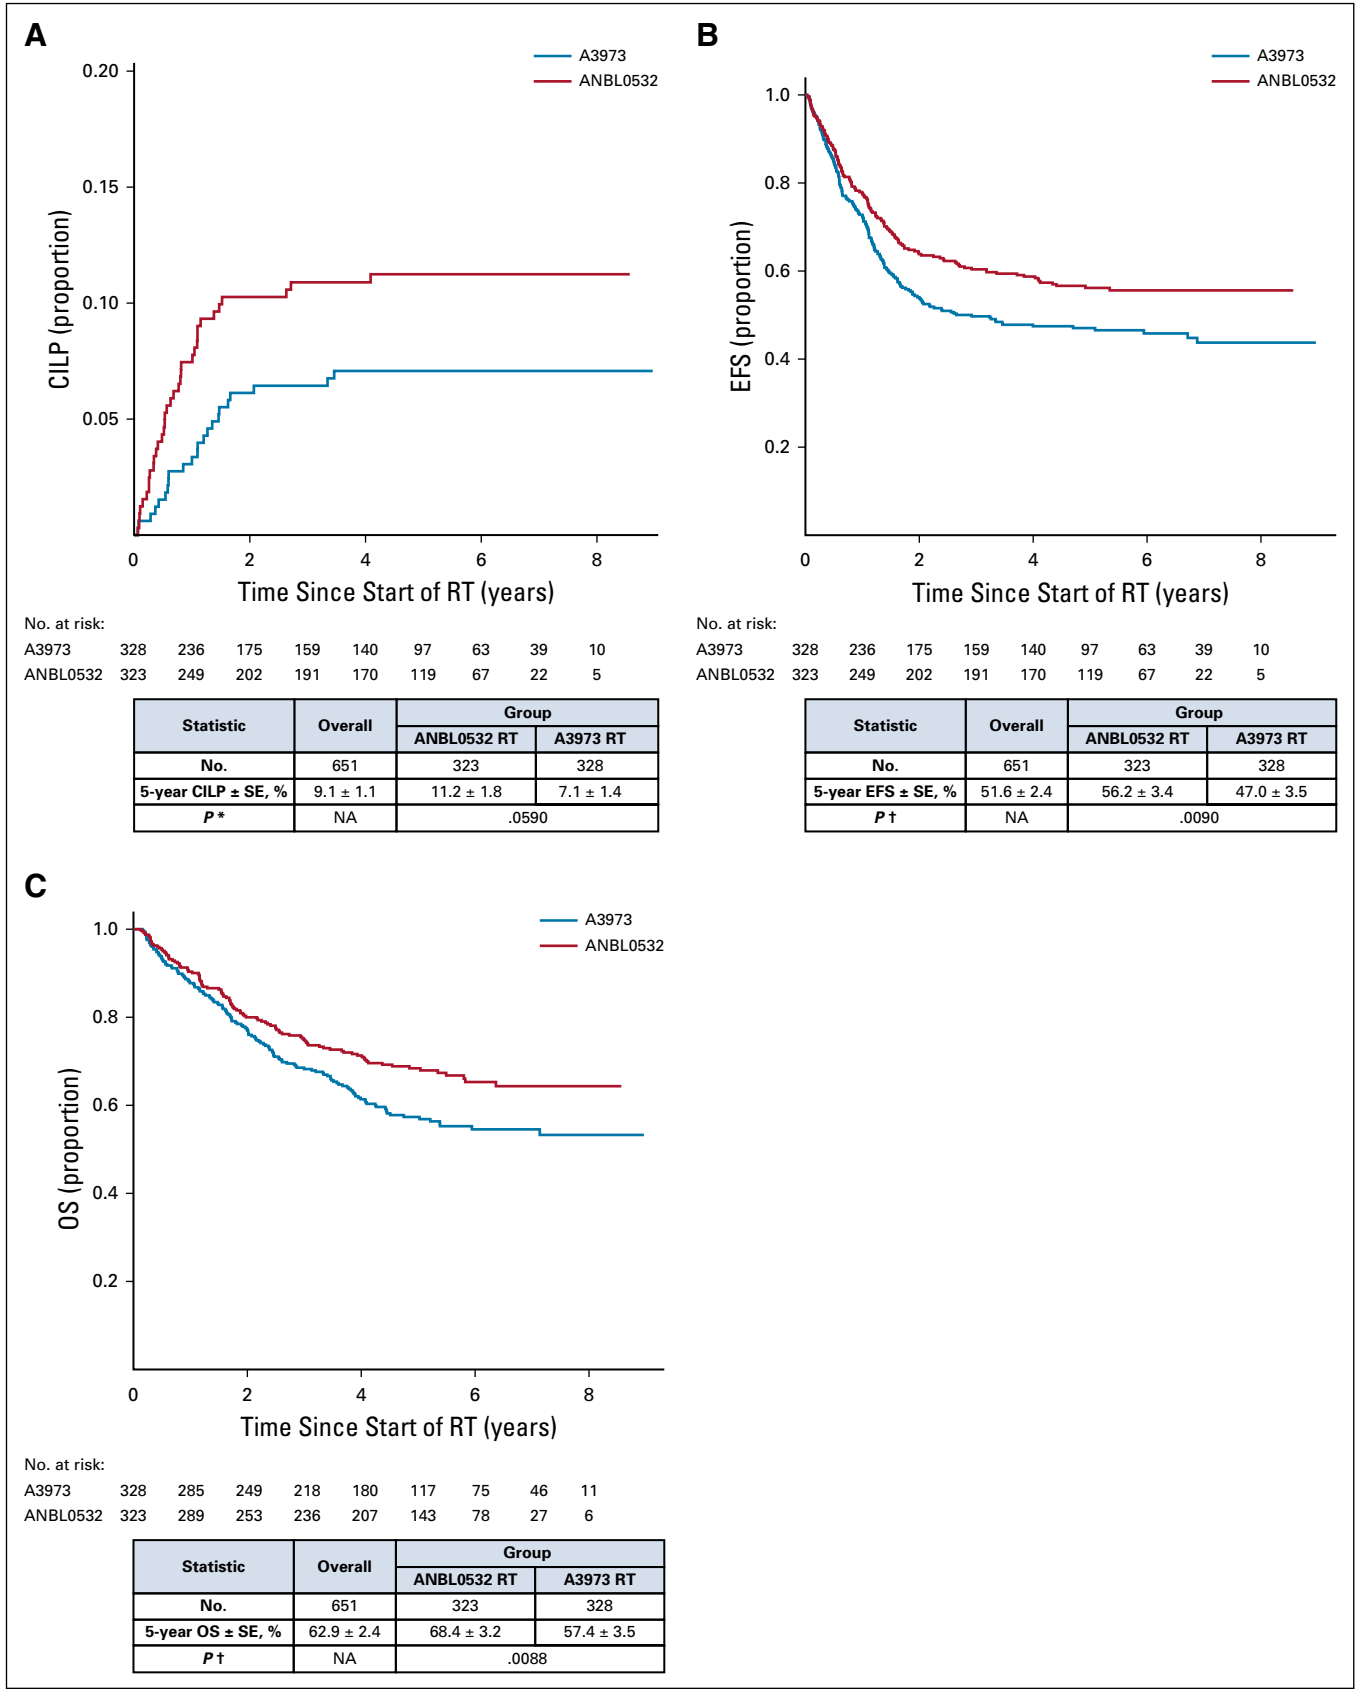 A
A3973
ANBL0532
0.20
0.15
0.10
0.05
CILP (proportion)
0 2 4 6 8
Time Since Start of RT (years)
No. at risk:
A3973 328 236 175 159 140 97 63 39 10
ANBL0532 323 249 202 191 170 119 67 22 5
Statistic Overall Group
ANBL0532 RT A3973 RT
No. 651 323 328
5-year CILP ± SE, % 9.1 ± 1.1 11.2 ± 1.8 7.1 ± 1.4
P * NA .0590
B
A3973
ANBL0532
1.0
0.8
0.6
0.4
0.2
EFS (proportion)
0 2 4 6 8
Time Since Start of RT (years)
No. at risk:
A3973 328 236 175 159 140 97 63 39 10
ANBL0532 323 249 202 191 170 119 67 22 5
Statistic Overall Group
ANBL0532 RT A3973 RT
No. 651 323 328
5-year EFS ± SE, % 51.6 ± 2.4 56.2 ± 3.4 47.0 ± 3.5
P † NA .0090
C
A3973
ANBL0532
1.0
0.8
0.6
0.4
0.2
OS (proportion)
0 2 4 6 8
Time Since Start of RT (years)
No. at risk:
A3973 328 285 249 218 180 117 75 46 11
ANBL0532 323 289 253 236 207 143 78 27 6
Statistic Overall Group
ANBL0532 RT A3973 RT
No. 651 323 328
5-year OS ± SE, % 62.9 ± 2.4 68.4 ± 3.2 57.4 ± 3.5
P † NA .0088